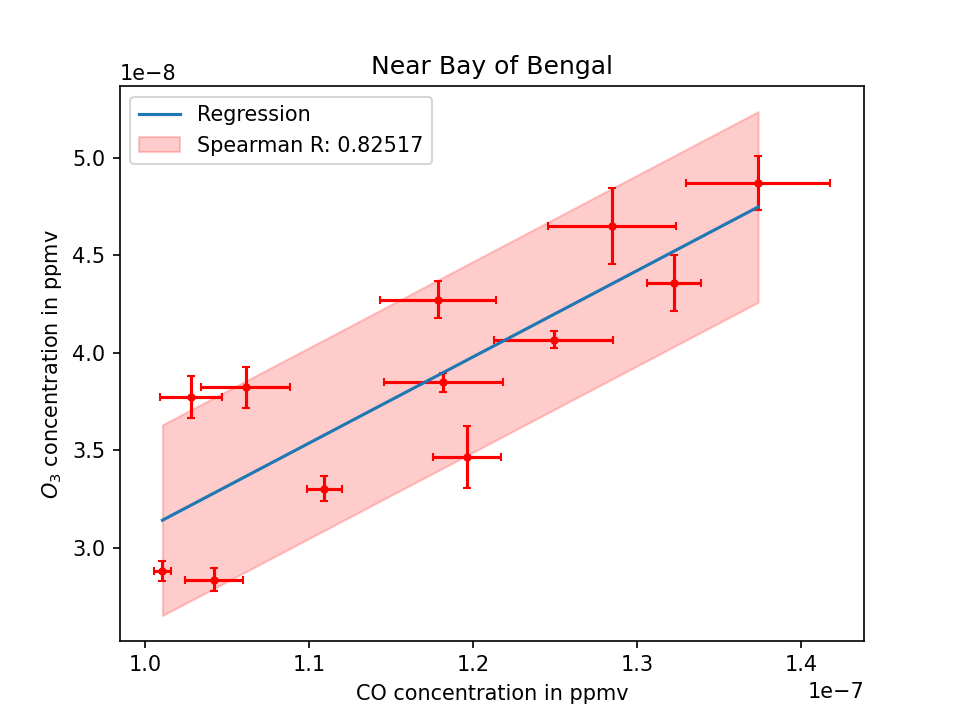 Near Bay of Bengal
1e−8
Regression
Spearman R: 0.82517
5.0
4.5
4.0
3.5
3.0
O₃ concentration in ppmv
1.0 1.1 1.2 1.3 1.4
1e−7
CO concentration in ppmv